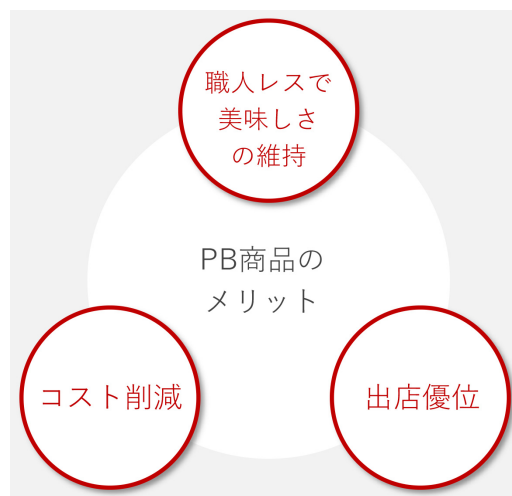 職人レスで
美味しさ
の維持
PB商品の
メリット
コスト削減
出店優位